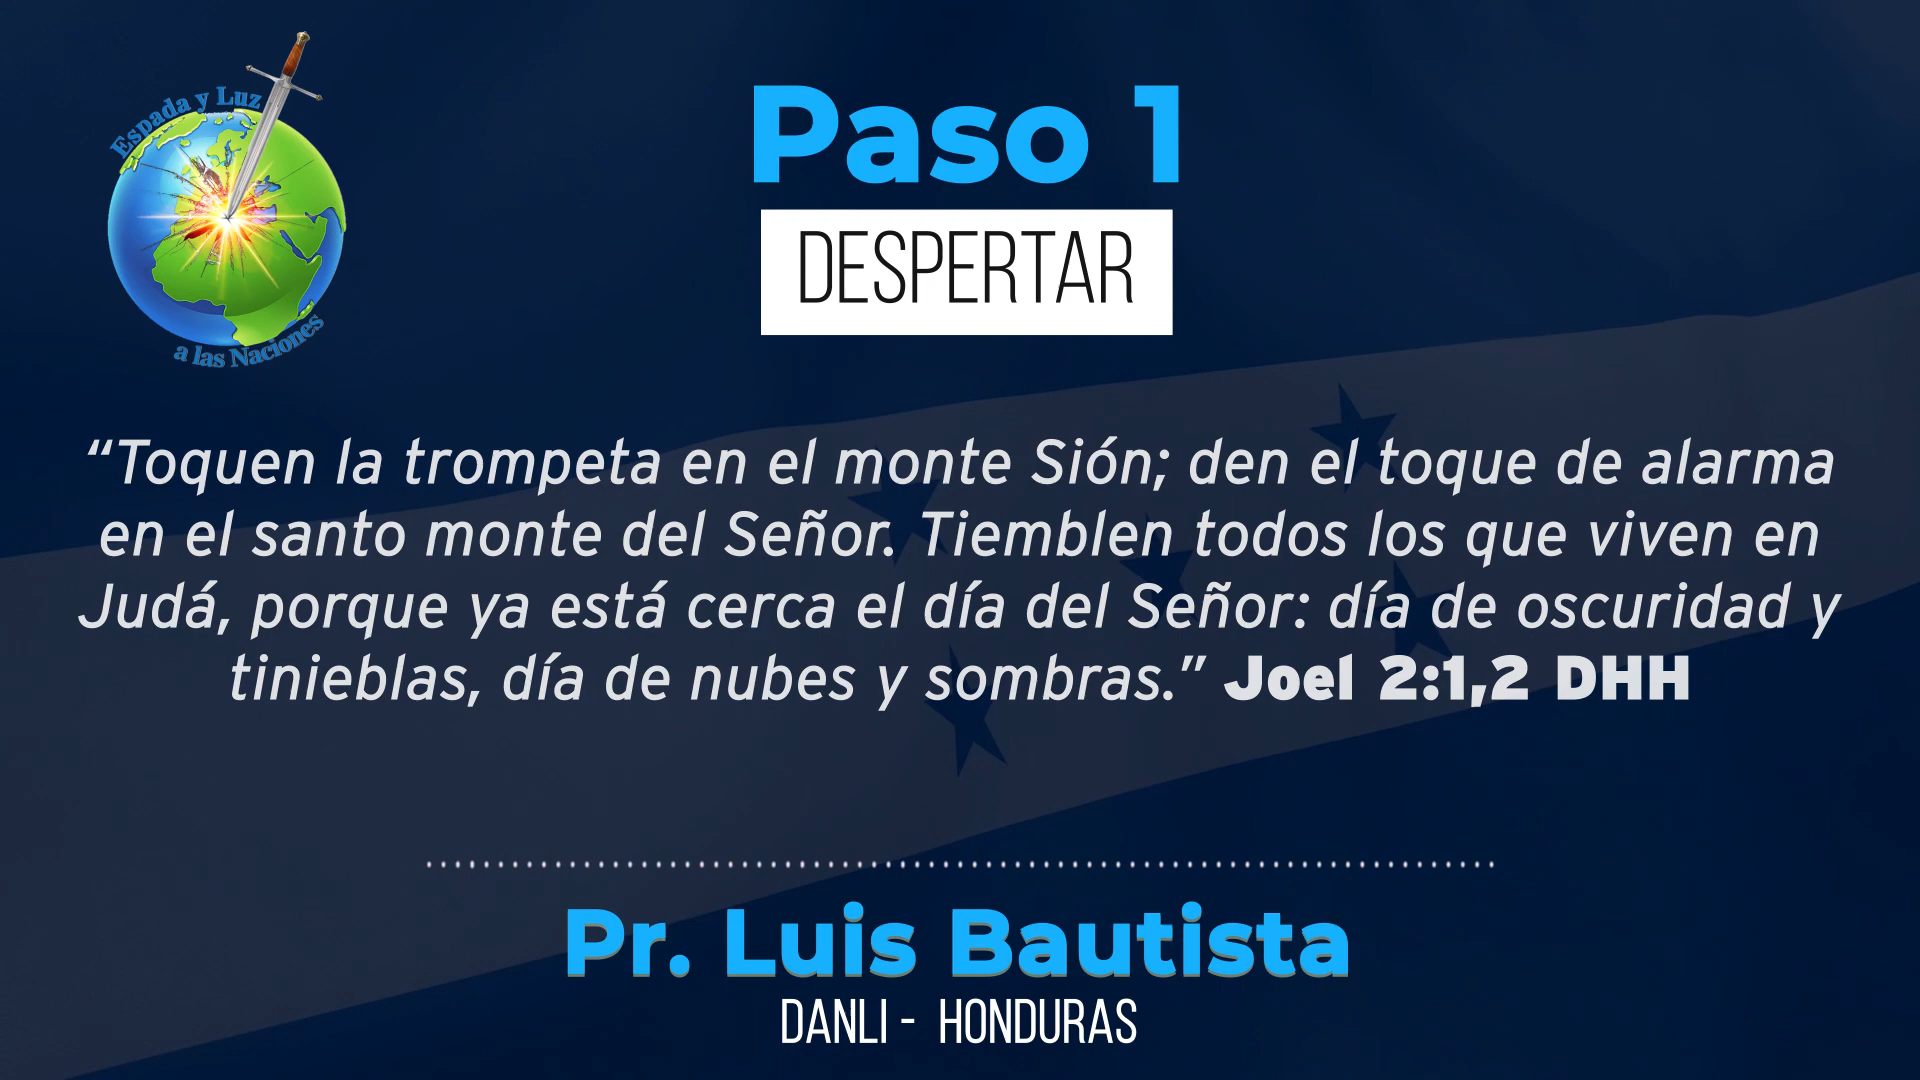 Espada y Luz
a las Naciones
Paso 1
DESPERTAR
“Toquen la trompeta en el monte Sión; den el toque de alarma
en el santo monte del Señor. Tiemblen todos los que viven en
Judá, porque ya está cerca el día del Señor: día de oscuridad y
tinieblas, día de nubes y sombras.” Joel 2:1,2 DHH
Pr. Luis Bautista
DANLI - HONDURAS